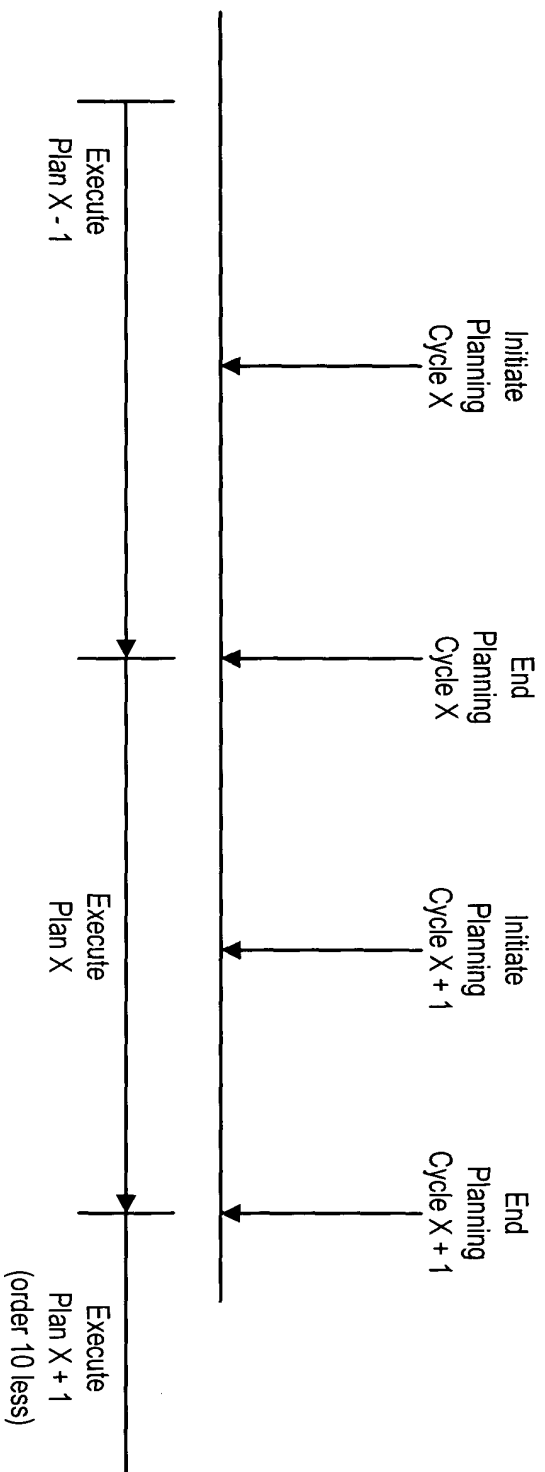 Initiate
Planning
Cycle X
End
Planning
Cycle X
Initiate
Planning
Cycle X + 1
End
Planning
Cycle X + 1
Execute
Plan X - 1
Execute
Plan X
Execute
Plan X + 1
(order 10 less)